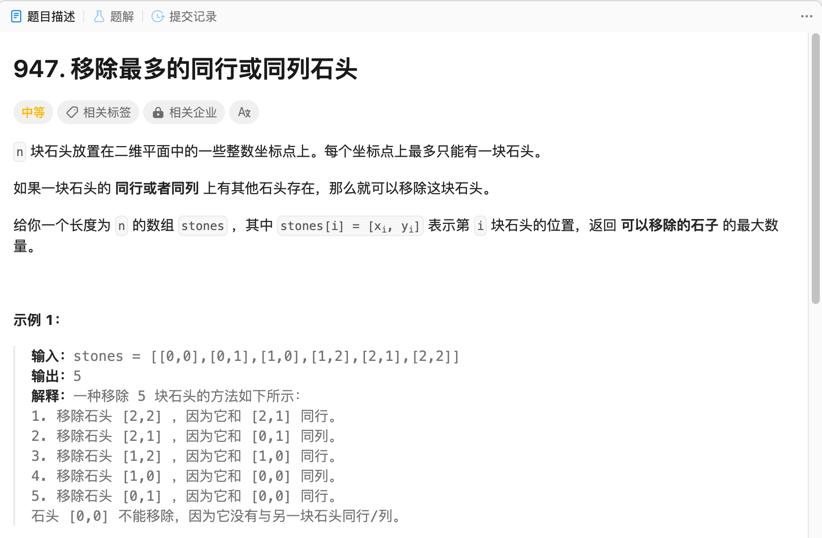 题目描述 题解 提交记录 ...
947. 移除最多的同行或同列石头
中等 相关标签 相关企业 A文
n 块石头放置在二维平面中的一些整数坐标点上。每个坐标点上最多只能有一块石头。
如果一块石头的 同行或者同列 上有其他石头存在，那么就可以移除这块石头。
给你一个长度为 n 的数组 stones ，其中 stones[i] = [xi, yi] 表示第 i 块石头的位置，返回 可以移除的石子 的最大数
量。
示例 1：
输入：stones = [[0,0],[0,1],[1,0],[1,2],[2,1],[2,2]]
输出：5
解释：一种移除 5 块石头的方法如下所示：
1. 移除石头 [2,2] ，因为它和 [2,1] 同行。
2. 移除石头 [2,1] ，因为它和 [0,1] 同列。
3. 移除石头 [1,2] ，因为它和 [1,0] 同行。
4. 移除石头 [1,0] ，因为它和 [0,0] 同列。
5. 移除石头 [0,1] ，因为它和 [0,0] 同行。
石头 [0,0] 不能移除，因为它没有与另一块石头同行/列。